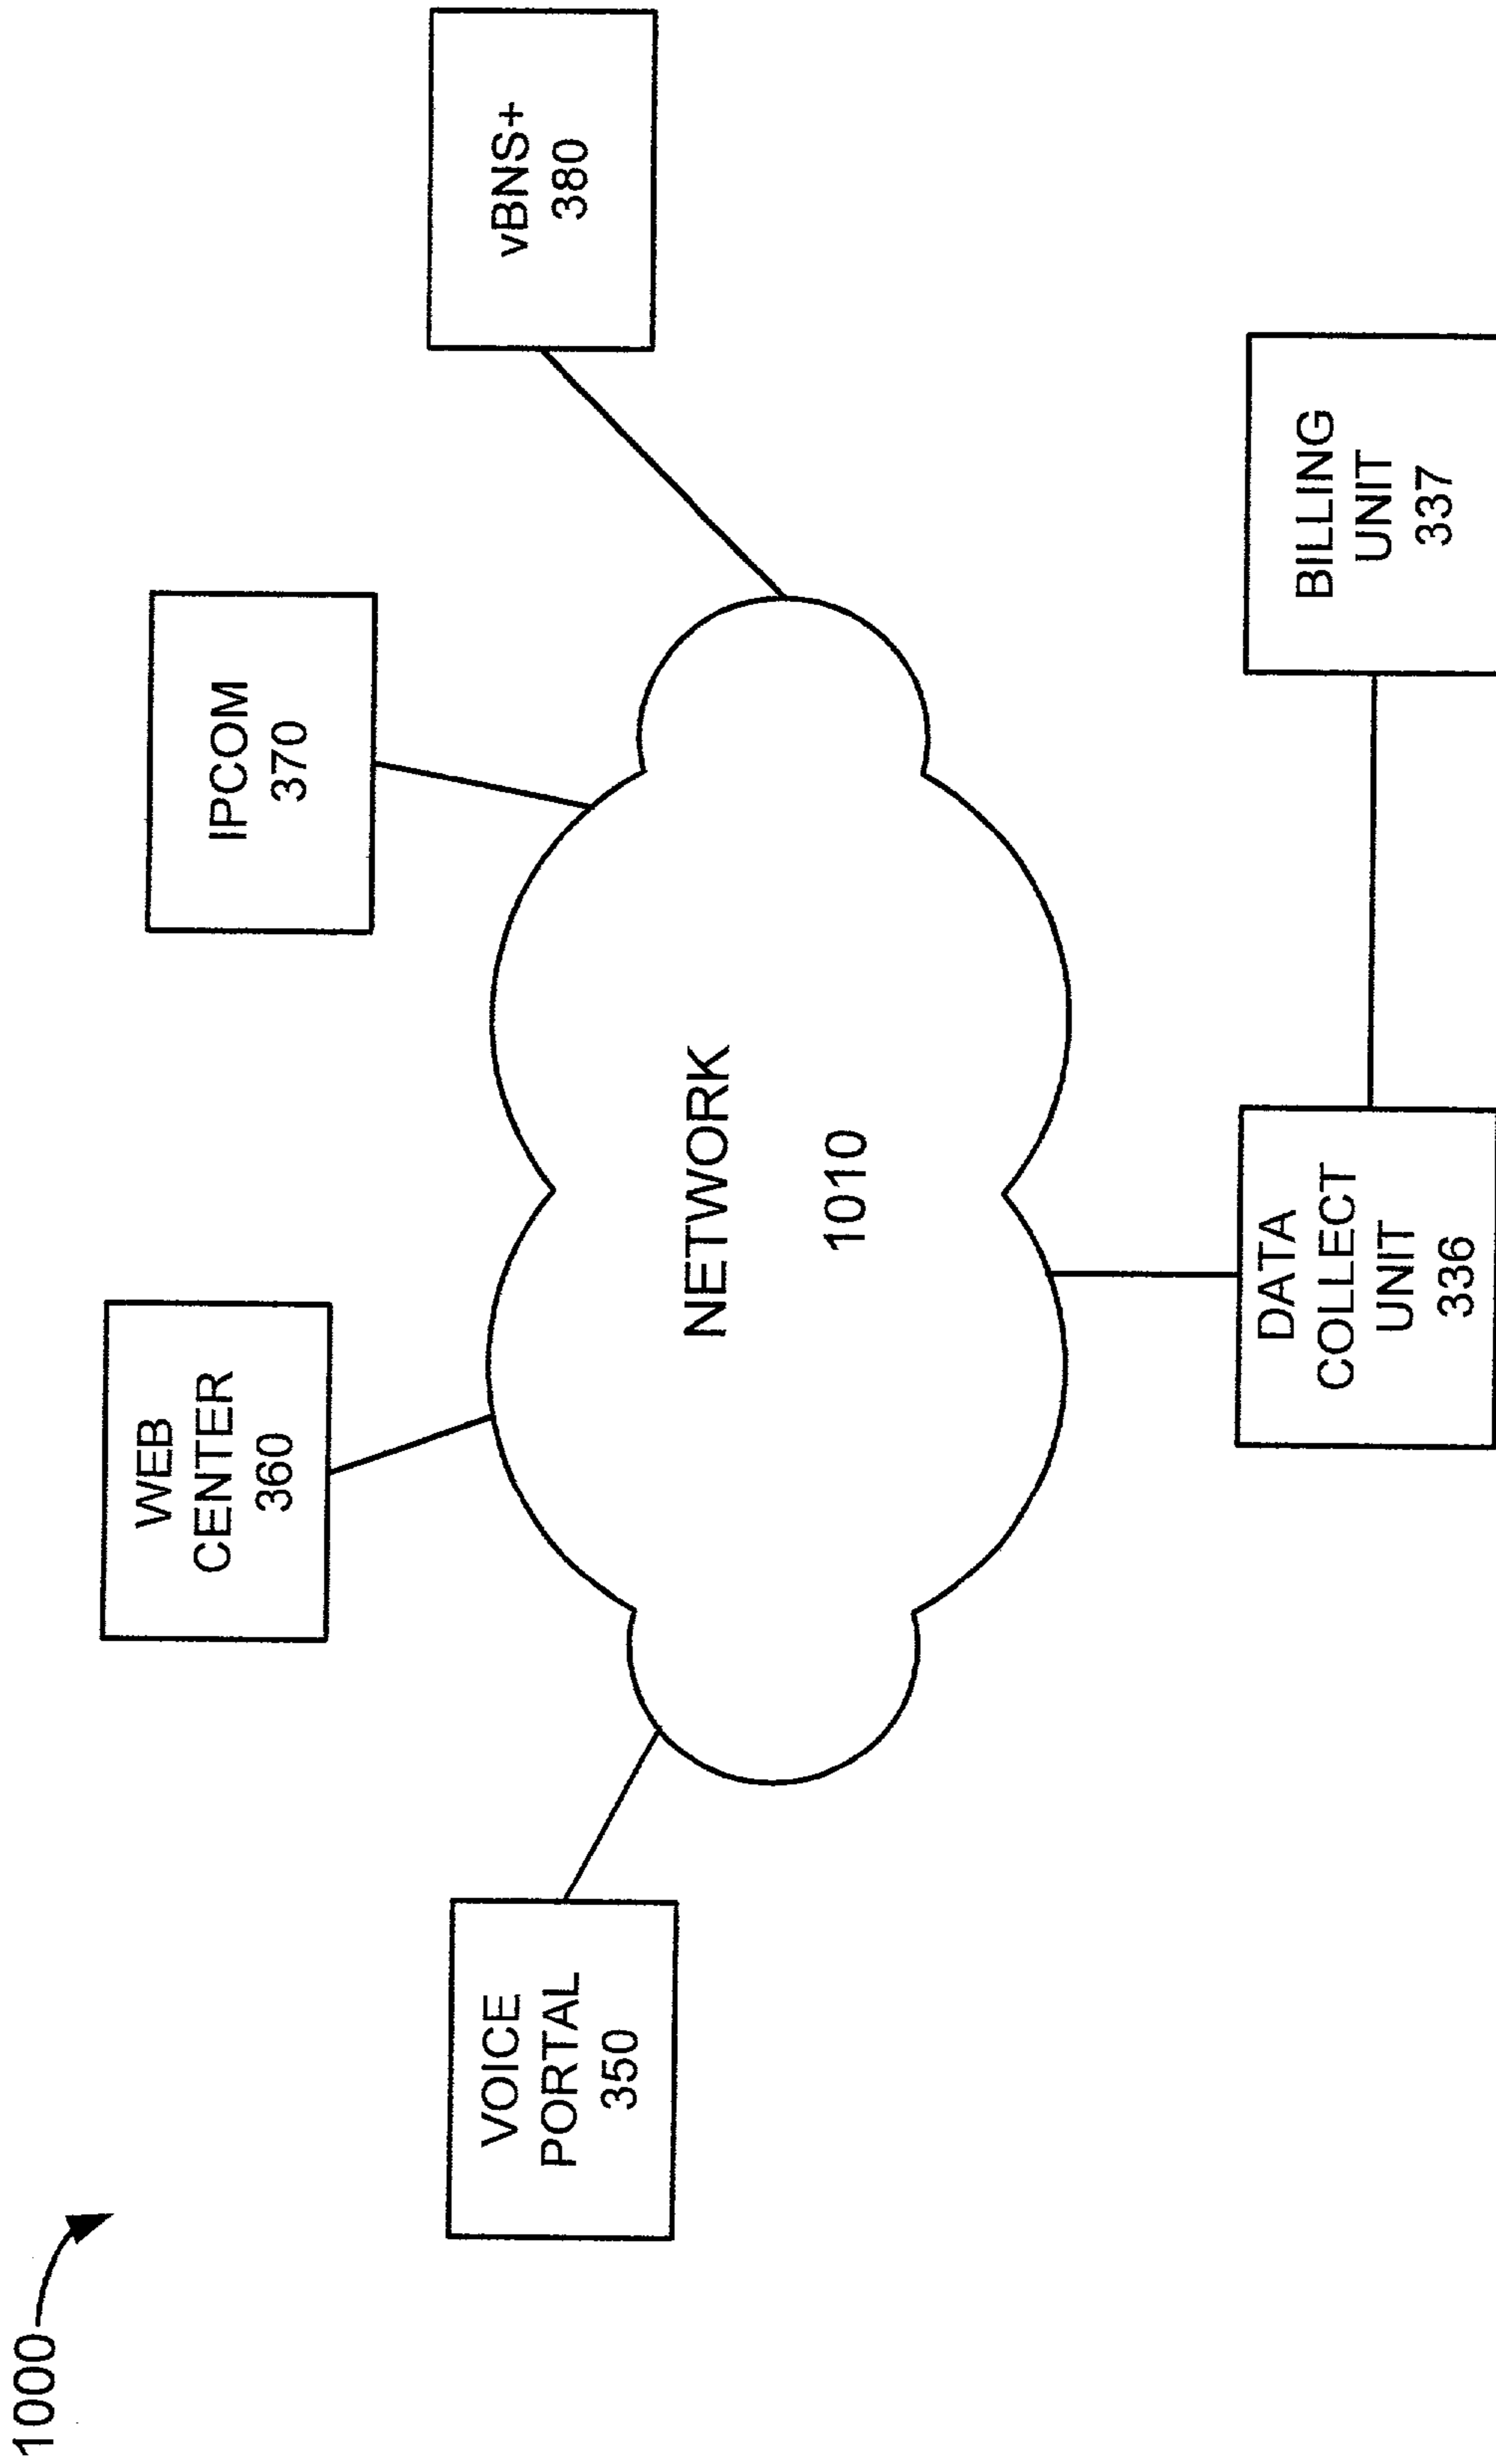 1000
WEB
CENTER
360
IPCOM
370
VOICE
PORTAL
350
vBNS+
380
NETWORK
1010
DATA
COLLECT
UNIT
336
BILLING
UNIT
337